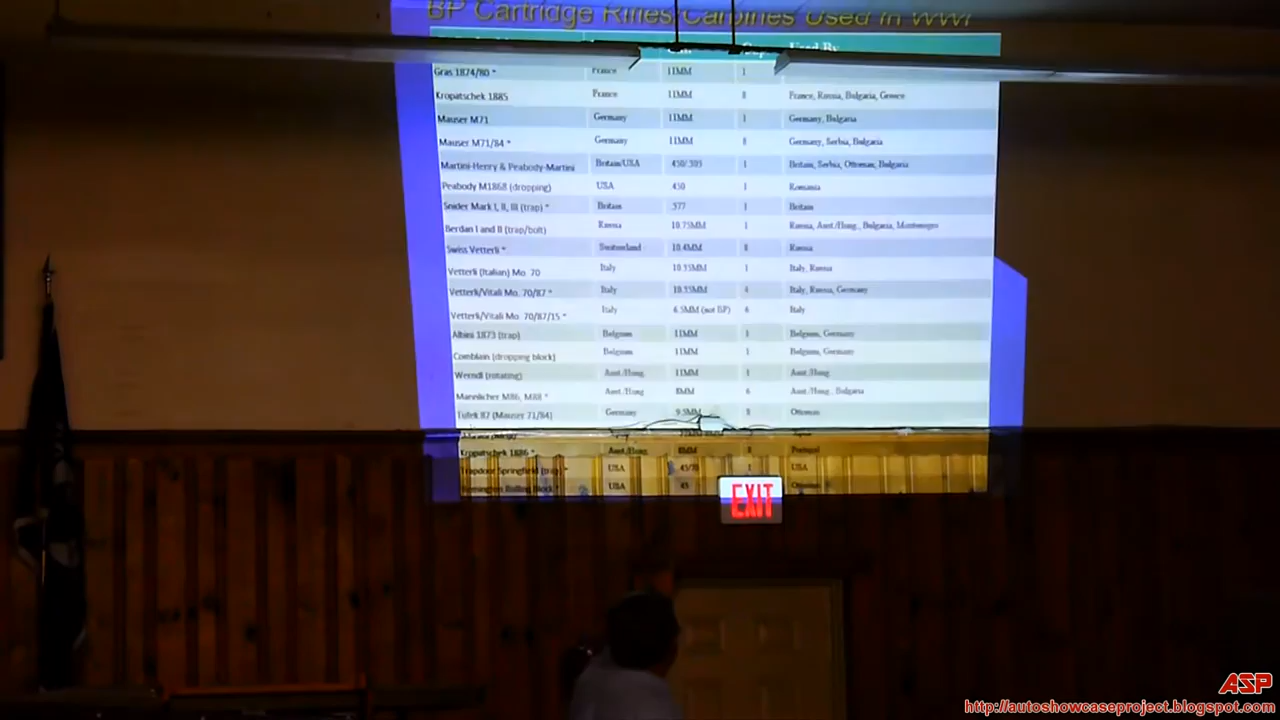 BP Cartridge Rifles/Carbines Used in WWI
Used By
Gras 1874/80 * France 11MM 1
Kropatschek 1885 France 11MM 8 France, Russia, Bulgaria, Greece
Mauser M71 Germany 11MM 1 Germany, Bulgaria
Mauser M71/84 * Germany 11MM 8 Germany, Serbia, Bulgaria
Martini-Henry & Peabody-Martini Britain/USA 450/.303 1 Britain, Serbia, Ottoman, Bulgaria
Peabody M1868 (dropping) USA 450 1 Romania
Snider Mark I, II, III (trap) * Britain 577 1 Britain
Berdan I and II (trap/bolt) Russia 10.75MM 1 Russia, Aust./Hung., Bulgaria, Montenegro
Swiss Vetterli * Switzerland 10.4MM 8 Russia
Vetterli (Italian) Mo. 70 Italy 10.35MM 1 Italy, Russia
Vetterli/Vitali Mo. 70/87 * Italy 10.35MM 4 Italy, Russia, Germany
Vetterli/Vitali Mo. 70/87/15 * Italy 6.5MM (not BP) 6 Italy
Albini 1873 (trap) Belgium 11MM 1 Belgium, Germany
Comblain (dropping block) Belgium 11MM 1 Belgium, Germany
Werndl (rotating) Aust./Hung. 11MM 1 Aust./Hung.
Mannlicher M86, M88 * Aust./Hung. 8MM 6 Aust./Hung., Bulgaria
Tufek 87 (Mauser 71/84) Germany 9.5MM 8 Ottoman
Kropatschek 1886 * Aust./Hung. 8MM 8 Portugal
Trapdoor Springfield (trap) * USA 45/70 1 USA
Remington Rolling Block * USA 43 Ottoman
EXIT
ASP
http://autoshowcaseproject.blogspot.com